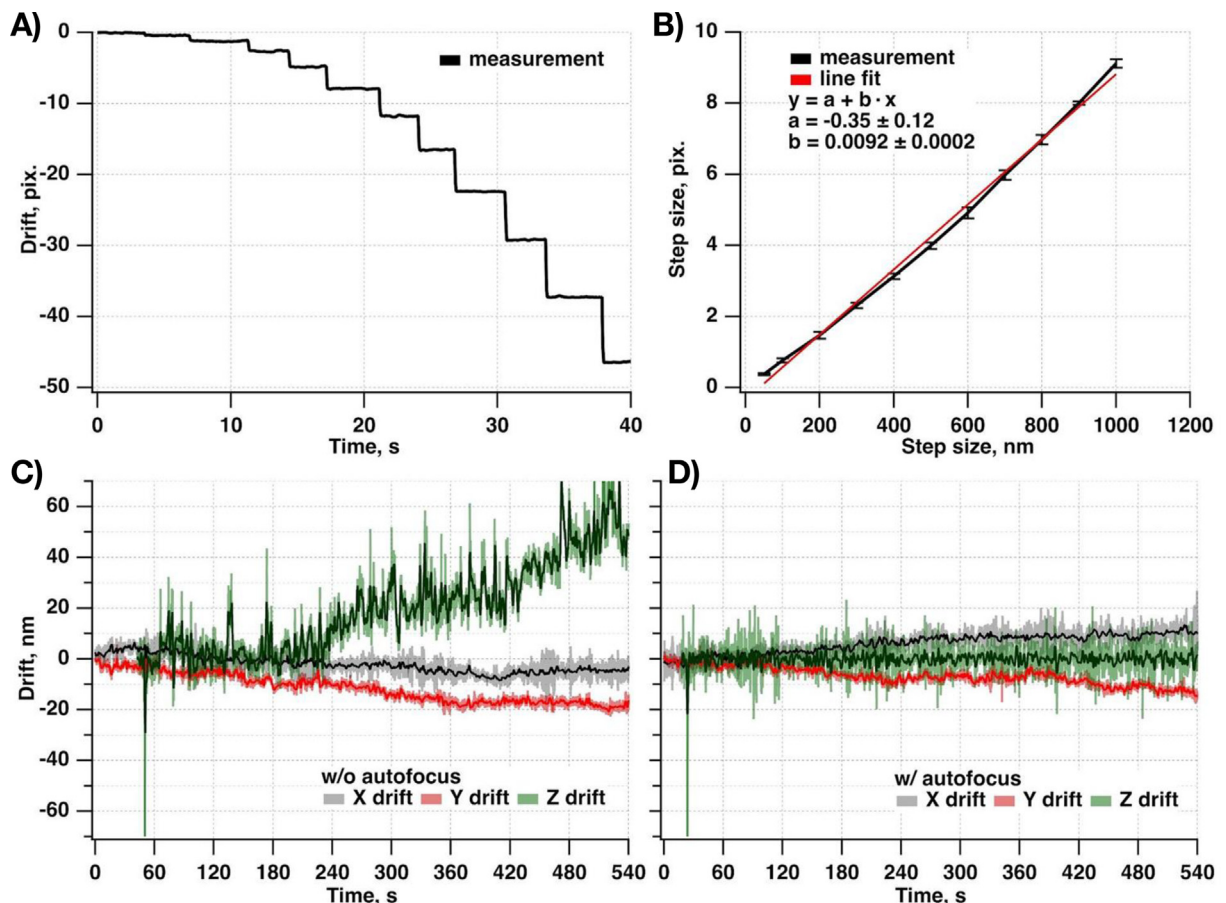 A)
0
-10
-20
-30
-40
-50
Drift, pix.
measurement
0
10
20
30
40
Time, s
B)
10
8
6
4
2
0
Step size, pix.
measurement
line fit
y = a + b · x
a = -0.35 ± 0.12
b = 0.0092 ± 0.0002
0
200
400
600
800
1000
1200
Step size, nm
C)
60
40
20
0
-20
-40
-60
Drift, nm
w/o autofocus
X drift Y drift Z drift
0
60
120
180
240
300
360
420
480
540
Time, s
D)
w/ autofocus
X drift Y drift Z drift
0
60
120
180
240
300
360
420
480
540
Time, s